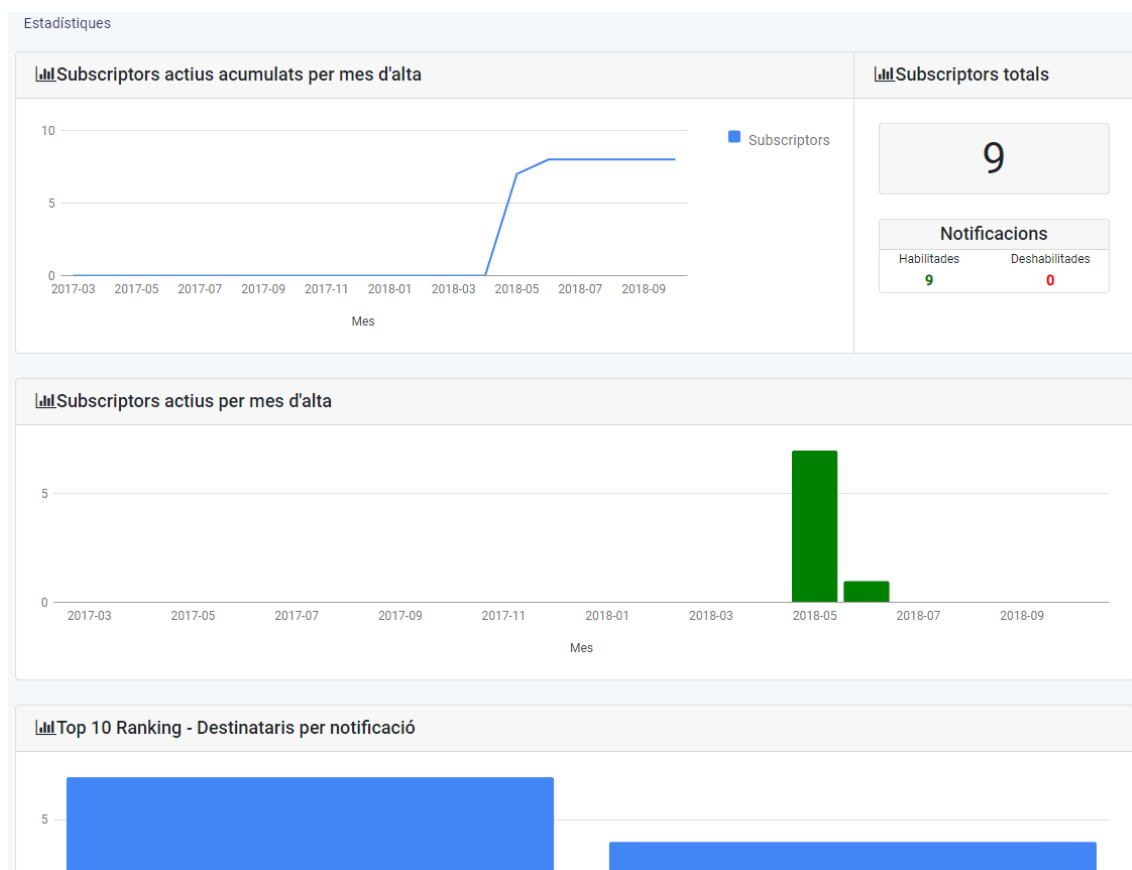 Estadístiques
Subscriptors actius acumulats per mes d'alta
10
5
0
2017-03 2017-05 2017-07 2017-09 2017-11 2018-01 2018-03 2018-05 2018-07 2018-09
Mes
Subscriptors
Subscriptors totals
9
Notificacions
Habilitades Deshabilitades
9 0
Subscriptors actius per mes d'alta
5
0
2017-03 2017-05 2017-07 2017-09 2017-11 2018-01 2018-03 2018-05 2018-07 2018-09
Mes
Top 10 Ranking - Destinataris per notificació
5